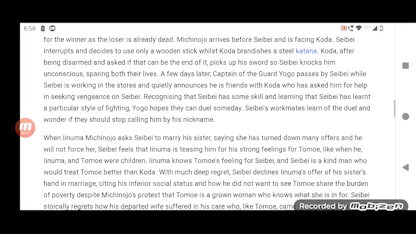 6:58
for the winner as the loser is already dead. Michinojo arrives before Seibei and is facing Koda. Seibei
interrupts and decides to use only a wooden stick whilst Koda brandishes a steel katana. Koda, after
being disarmed and asked if that can be the end of it, picks up his sword so Seibei knocks him
unconscious, sparing both their lives. A few days later, Captain of the Guard Yogo passes by Seibei while
Seibei is working in the stores and quietly announces he is friends with Koda who has asked him for help
in seeking vengeance on Seibei. Recognising that Seibei has some skill and learning that Seibei has learnt
a particular style of fighting, Yogo hopes they can duel someday. Seibei's workmates learn of the duel and
wonder if they should stop calling him by his nickname.
When Iinuma Michinojo asks Seibei to marry his sister, saying she has turned down many offers and he
will not force her, Seibei feels that Iinuma is teasing him for his strong feelings for Tomoe, like when he,
Iinuma, and Tomoe were children. Iinuma knows Tomoe's feeling for Seibei, and Seibei is a kind man who
would treat Tomoe better than Koda. With much deep regret, Seibei declines Iinuma's offer of his sister's
hand in marriage, citing his inferior social status and how he did not want to see Tomoe share the burden
of poverty despite Michinojo's protest that Tomoe is a grown woman who knows what she is in for. Seibei
stoically regrets how his departed wife suffered in his care who, like Tomoe, came
Recorded by Mobizen